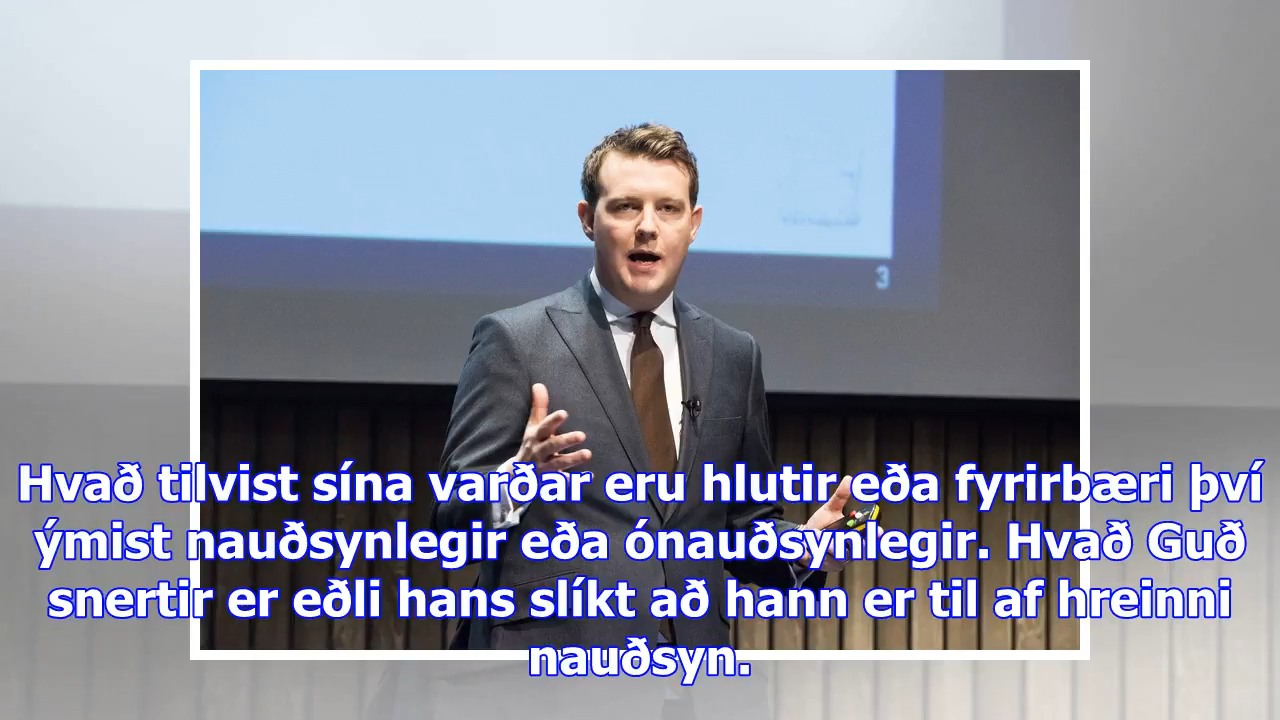 3
Hvað tilvist sína varðar eru hlutir eða fyrirbæri því
ýmist nauðsynlegir eða ónauðsynlegir. Hvað Guð
snertir er eðli hans slíkt að hann er til af hreinni
nauðsyn.